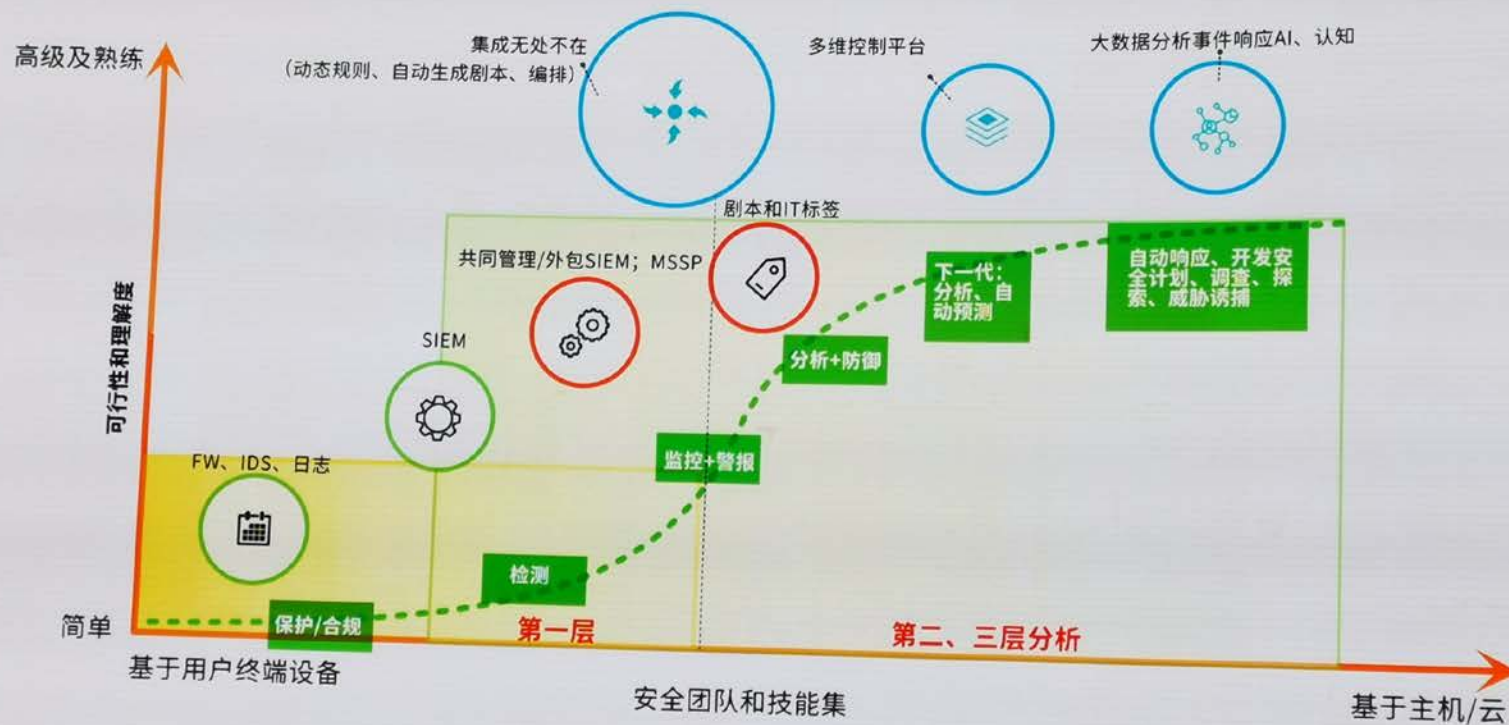 高级及熟练
集成无处不在
（动态规则、自动生成剧本、编排）
多维控制平台
大数据分析事件响应AI、认知
剧本和IT标签
共同管理/外包SIEM；MSSP
下一代：
分析、自
动预测
自动响应、开发安
全计划、调查、探
索、威胁诱捕
SIEM
分析+防御
可行性和理解度
监控+警报
FW、IDS、日志
检测
简单
保护/合规
第一层
第二、三层分析
基于用户终端设备
安全团队和技能集
基于主机/云